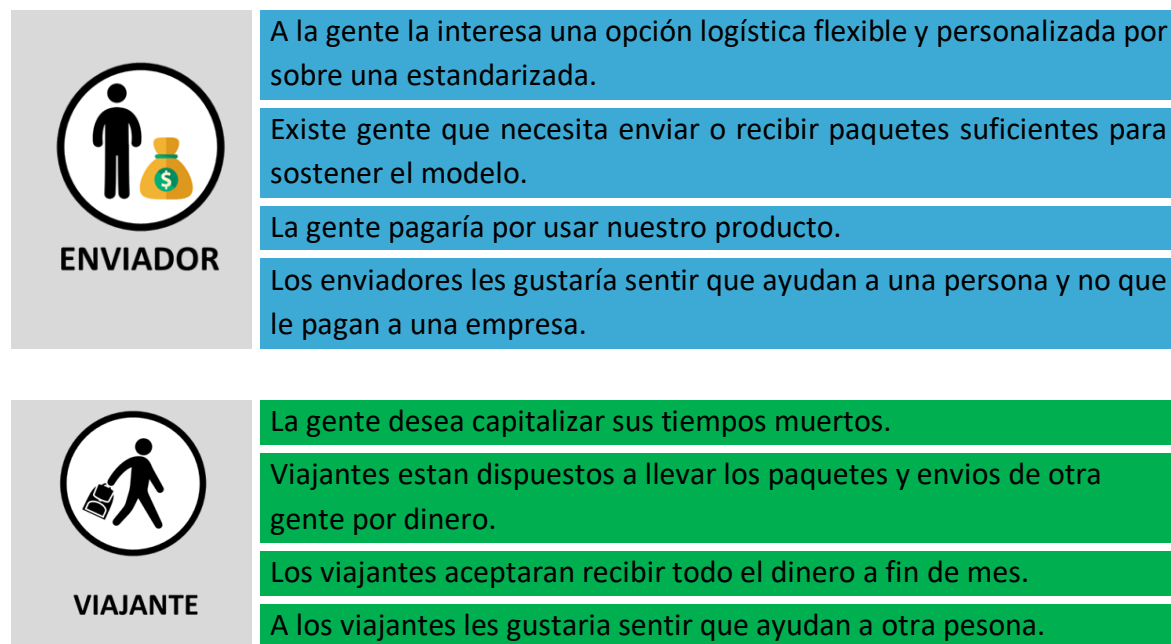 A la gente la interesa una opción logística flexible y personalizada por
sobre una estandarizada.
Existe gente que necesita enviar o recibir paquetes suficientes para
sostener el modelo.
$
La gente pagaría por usar nuestro producto.
ENVIADOR
Los enviadores les gustaría sentir que ayudan a una persona y no que
le pagan a una empresa.
La gente desea capitalizar sus tiempos muertos.
Viajantes estan dispuestos a llevar los paquetes y envios de otra
gente por dinero.
Los viajantes aceptaran recibir todo el dinero a fin de mes.
VIAJANTE
A los viajantes les gustaria sentir que ayudan a otra pesona.